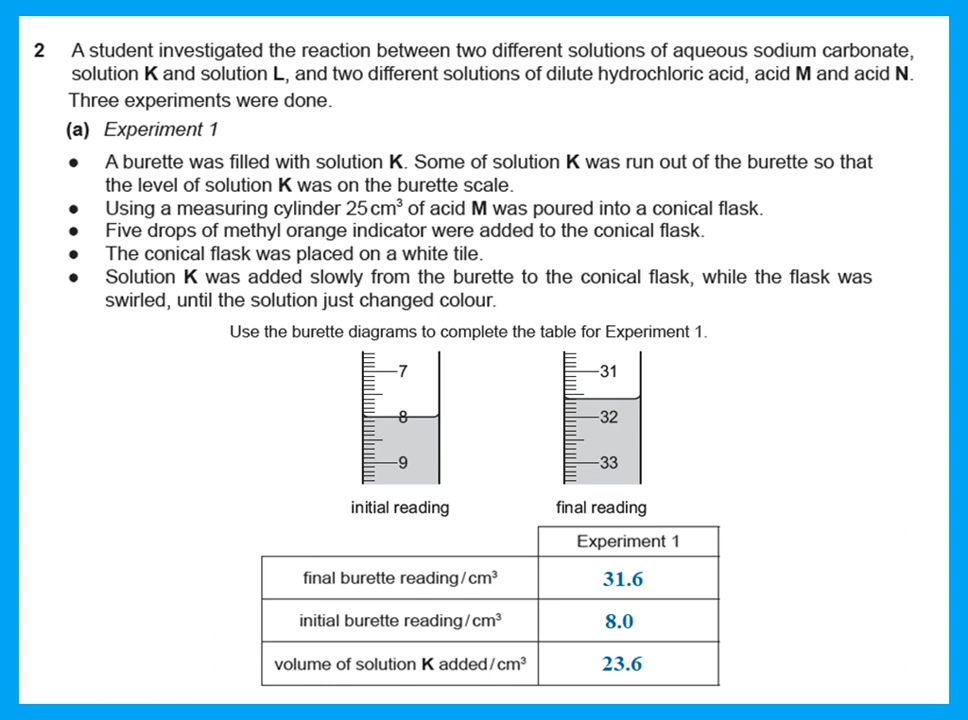 2 A student investigated the reaction between two different solutions of aqueous sodium carbonate,
solution K and solution L, and two different solutions of dilute hydrochloric acid, acid M and acid N.
Three experiments were done.
(a) Experiment 1
• A burette was filled with solution K. Some of solution K was run out of the burette so that
the level of solution K was on the burette scale.
• Using a measuring cylinder 25 cm³ of acid M was poured into a conical flask.
• Five drops of methyl orange indicator were added to the conical flask.
• The conical flask was placed on a white tile.
• Solution K was added slowly from the burette to the conical flask, while the flask was
swirled, until the solution just changed colour.
Use the burette diagrams to complete the table for Experiment 1.
7
8
9
initial reading
31
32
33
final reading
Experiment 1
final burette reading/cm³ 31.6
initial burette reading/cm³ 8.0
volume of solution K added/cm³ 23.6